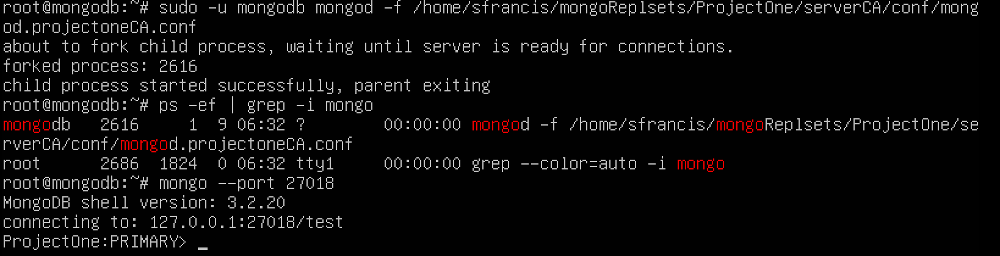 root@mongodb:~# sudo -u mongodb mongod -f /home/sfrancis/mongoReplsets/ProjectOne/serverCA/conf/mong
od.projectoneCA.conf
about to fork child process, waiting until server is ready for connections.
forked process: 2616
child process started successfully, parent exiting
root@mongodb:~# ps -ef | grep -i mongo
mongodb   2616     1  9 06:32 ?        00:00:00 mongod -f /home/sfrancis/mongoReplsets/ProjectOne/se
rverCA/conf/mongod.projectoneCA.conf
root      2686  1824  0 06:32 tty1     00:00:00 grep --color=auto -i mongo
root@mongodb:~# mongo --port 27018
MongoDB shell version: 3.2.20
connecting to: 127.0.0.1:27018/test
ProjectOne:PRIMARY> _